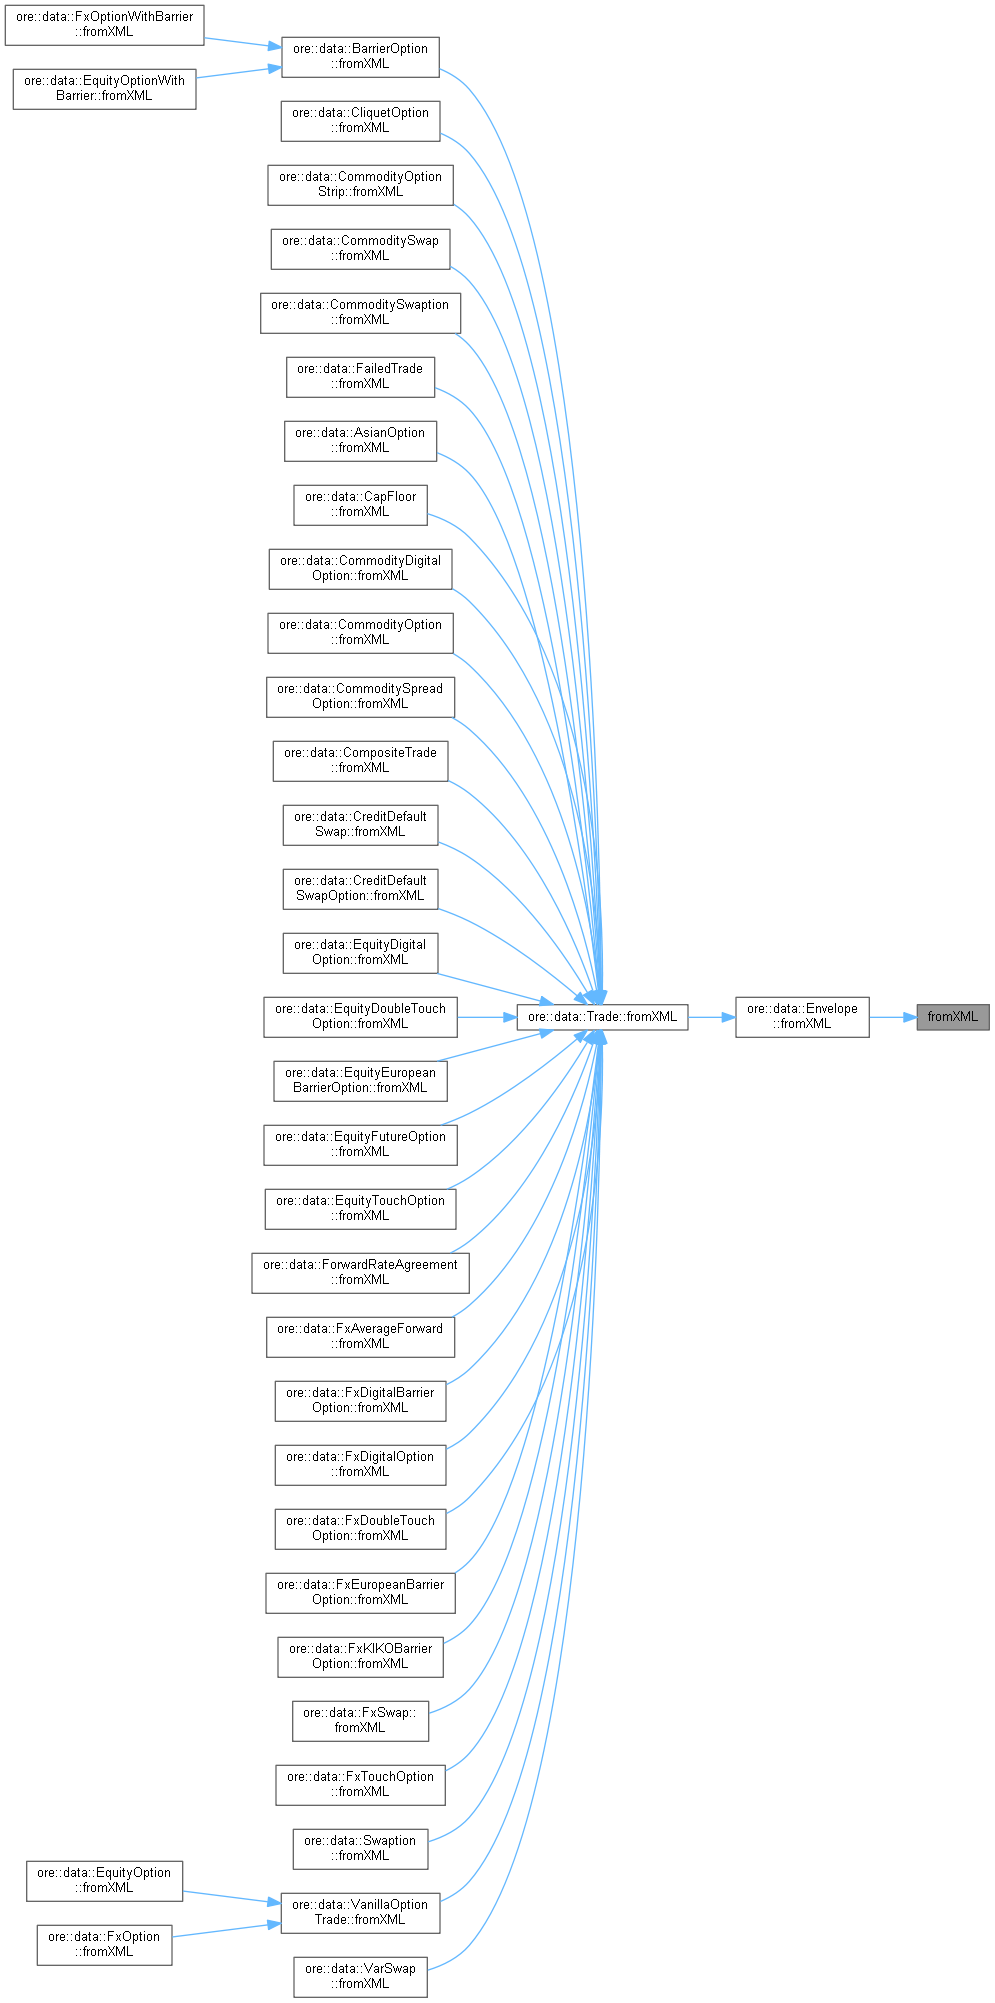 ore::data::FxOptionWithBarrier
::fromXML
ore::data::EquityOptionWith
Barrier::fromXML
ore::data::BarrierOption
::fromXML
ore::data::CliquetOption
::fromXML
ore::data::CommodityOption
Strip::fromXML
ore::data::CommoditySwap
::fromXML
ore::data::CommoditySwaption
::fromXML
ore::data::FailedTrade
::fromXML
ore::data::AsianOption
::fromXML
ore::data::CapFloor
::fromXML
ore::data::CommodityDigital
Option::fromXML
ore::data::CommodityOption
::fromXML
ore::data::CommoditySpread
Option::fromXML
ore::data::CompositeTrade
::fromXML
ore::data::CreditDefault
Swap::fromXML
ore::data::CreditDefault
SwapOption::fromXML
ore::data::EquityDigital
Option::fromXML
ore::data::EquityDoubleTouch
Option::fromXML
ore::data::Trade::fromXML
ore::data::Envelope
::fromXML
fromXML
ore::data::EquityEuropean
BarrierOption::fromXML
ore::data::EquityFutureOption
::fromXML
ore::data::EquityTouchOption
::fromXML
ore::data::ForwardRateAgreement
::fromXML
ore::data::FxAverageForward
::fromXML
ore::data::FxDigitalBarrier
Option::fromXML
ore::data::FxDigitalOption
::fromXML
ore::data::FxDoubleTouch
Option::fromXML
ore::data::FxEuropeanBarrier
Option::fromXML
ore::data::FxKIKOBarrier
Option::fromXML
ore::data::FxSwap::
fromXML
ore::data::FxTouchOption
::fromXML
ore::data::Swaption
::fromXML
ore::data::EquityOption
::fromXML
ore::data::FxOption
::fromXML
ore::data::VanillaOption
Trade::fromXML
ore::data::VarSwap
::fromXML